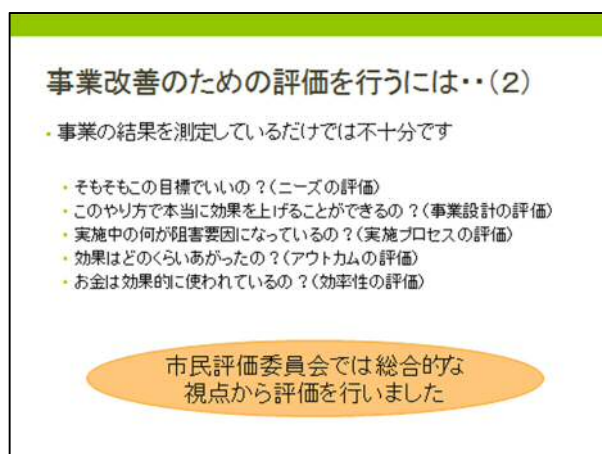 事業改善のための評価を行うには・・(2)
・事業の結果を測定しているだけでは不十分です
・そもそもこの目標でいいの？(ニーズの評価)
・このやり方で本当に効果を上げることができるの？(事業設計の評価)
・実施中の何が阻害要因になっているの？(実施プロセスの評価)
・効果はどのくらいあがったの？(アウトカムの評価)
・お金は効果的に使われているの？(効率性の評価)
市民評価委員会では総合的な
視点から評価を行いました